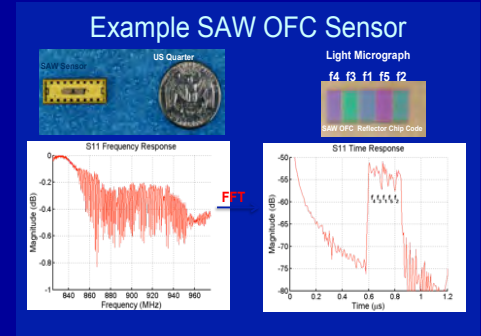 Example SAW OFC Sensor
SAW Sensor
US Quarter
Light Micrograph
f4 f3 f1 f5 f2
SAW OFC Reflector Chip Code
S11 Frequency Response
0
-0.2
-0.4
-0.6
-0.8
-1
Magnitude (dB)
840 860 880 900 920 940 960
Frequency (MHz)
FFT
S11 Time Response
-50
-55
-60
-65
-70
-75
-80
Magnitude (dB)
0 0.2 0.4 0.6 0.8 1 1.2
Time (μs)